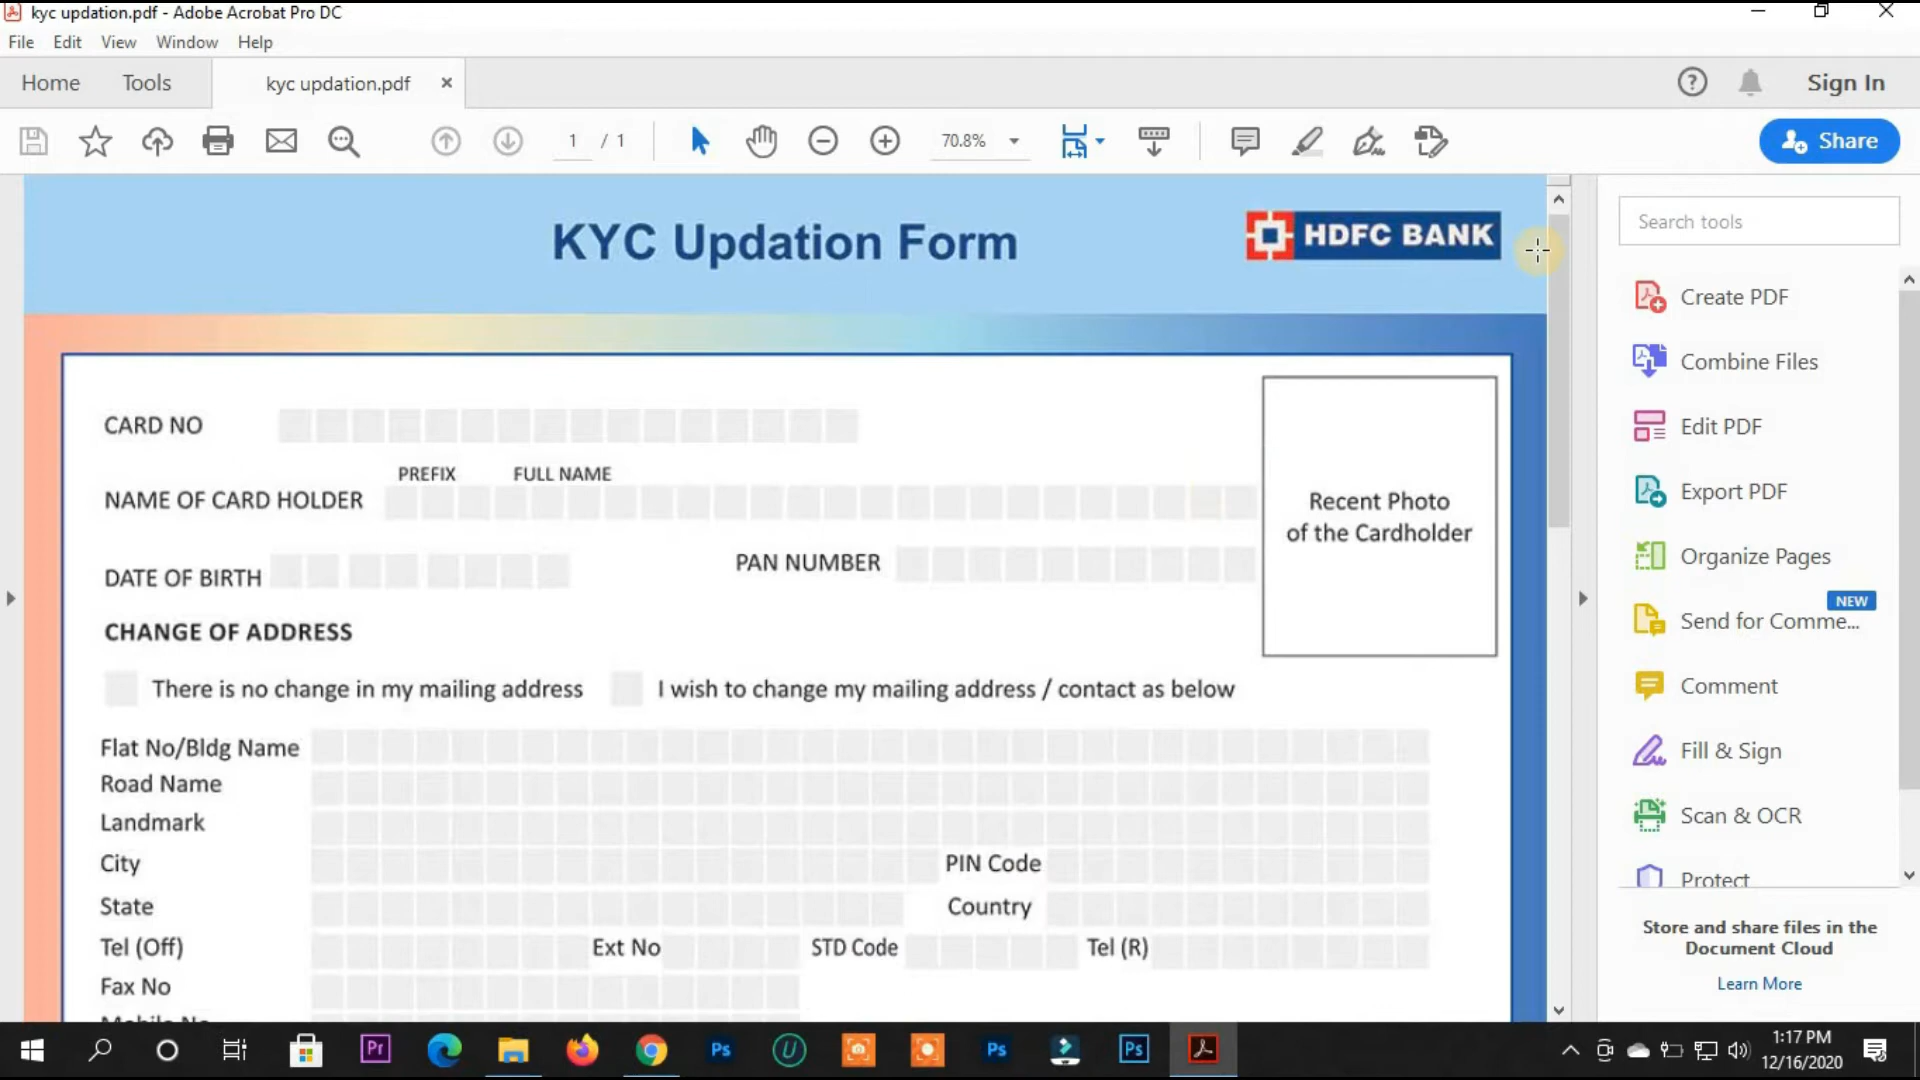 kyc updation.pdf - Adobe Acrobat Pro DC
File Edit View Window Help
Home Tools kyc updation.pdf × Sign In
1 / 1 70.8% Share
KYC Updation Form HDFC BANK
Search tools
Create PDF
Combine Files
Edit PDF
Export PDF
Organize Pages
NEW
Send for Comme...
Comment
Fill & Sign
Scan & OCR
Protect
Store and share files in the
Document Cloud
Learn More
CARD NO
PREFIX FULL NAME
NAME OF CARD HOLDER
Recent Photo
of the Cardholder
DATE OF BIRTH PAN NUMBER
CHANGE OF ADDRESS
There is no change in my mailing address I wish to change my mailing address / contact as below
Flat No/Bldg Name
Road Name
Landmark
City PIN Code
State Country
Tel (Off) Ext No STD Code Tel (R)
Fax No
Mobile No
Pr Ps U Ps Ps
1:17 PM
12/16/2020